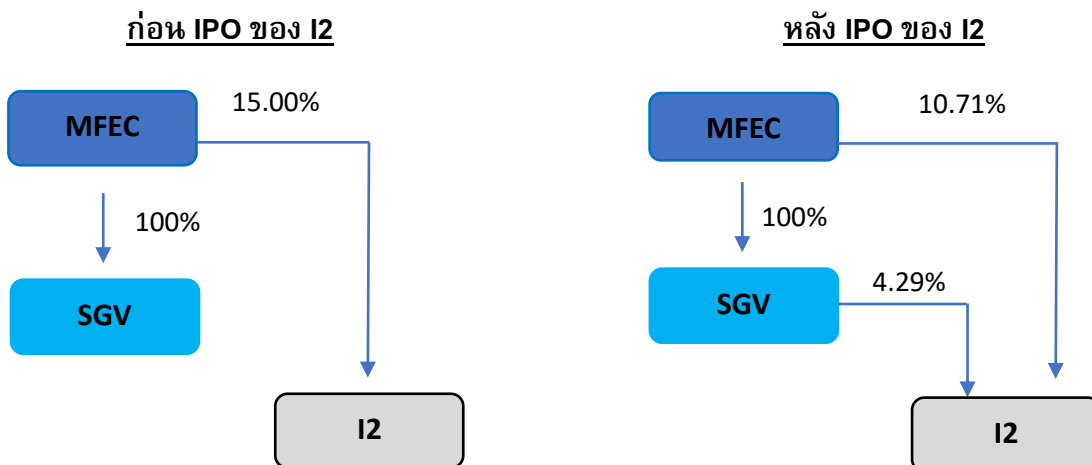 ก่อน IPO ของ I2
15.00%
MFEC
100%
SGV
I2
หลัง IPO ของ I2
10.71%
MFEC
100%
4.29%
SGV
I2